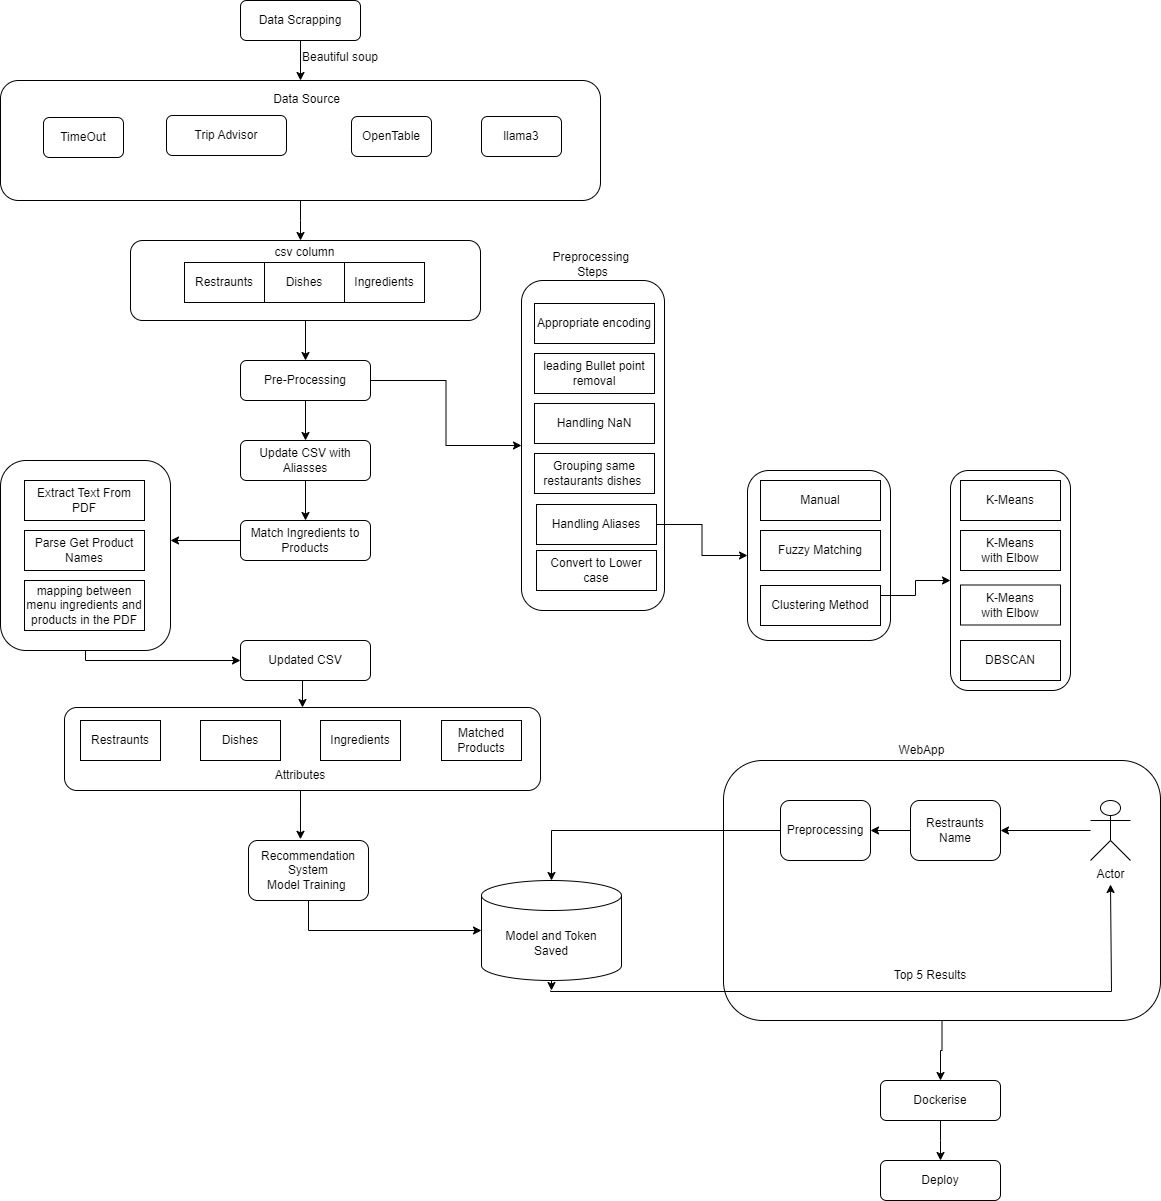 Data Scrapping
Beautiful soup
Data Source
TimeOut
Trip Advisor
OpenTable
llama3
csv column
Restraunts
Dishes
Ingredients
Preprocessing
Steps
Appropriate encoding
leading Bullet point
removal
Handling NaN
Grouping same
restaurants dishes
Handling Aliases
Convert to Lower
case
Pre-Processing
Update CSV with
Aliasses
Match Ingredients to
Products
Extract Text From
PDF
Parse Get Product
Names
mapping between
menu ingredients and
products in the PDF
Manual
Fuzzy Matching
Clustering Method
K-Means
K-Means
with Elbow
K-Means
with Elbow
DBSCAN
Updated CSV
Restraunts
Dishes
Ingredients
Matched
Products
Attributes
Recommendation
System
Model Training
Model and Token
Saved
WebApp
Preprocessing
Restraunts
Name
Actor
Top 5 Results
Dockerise
Deploy